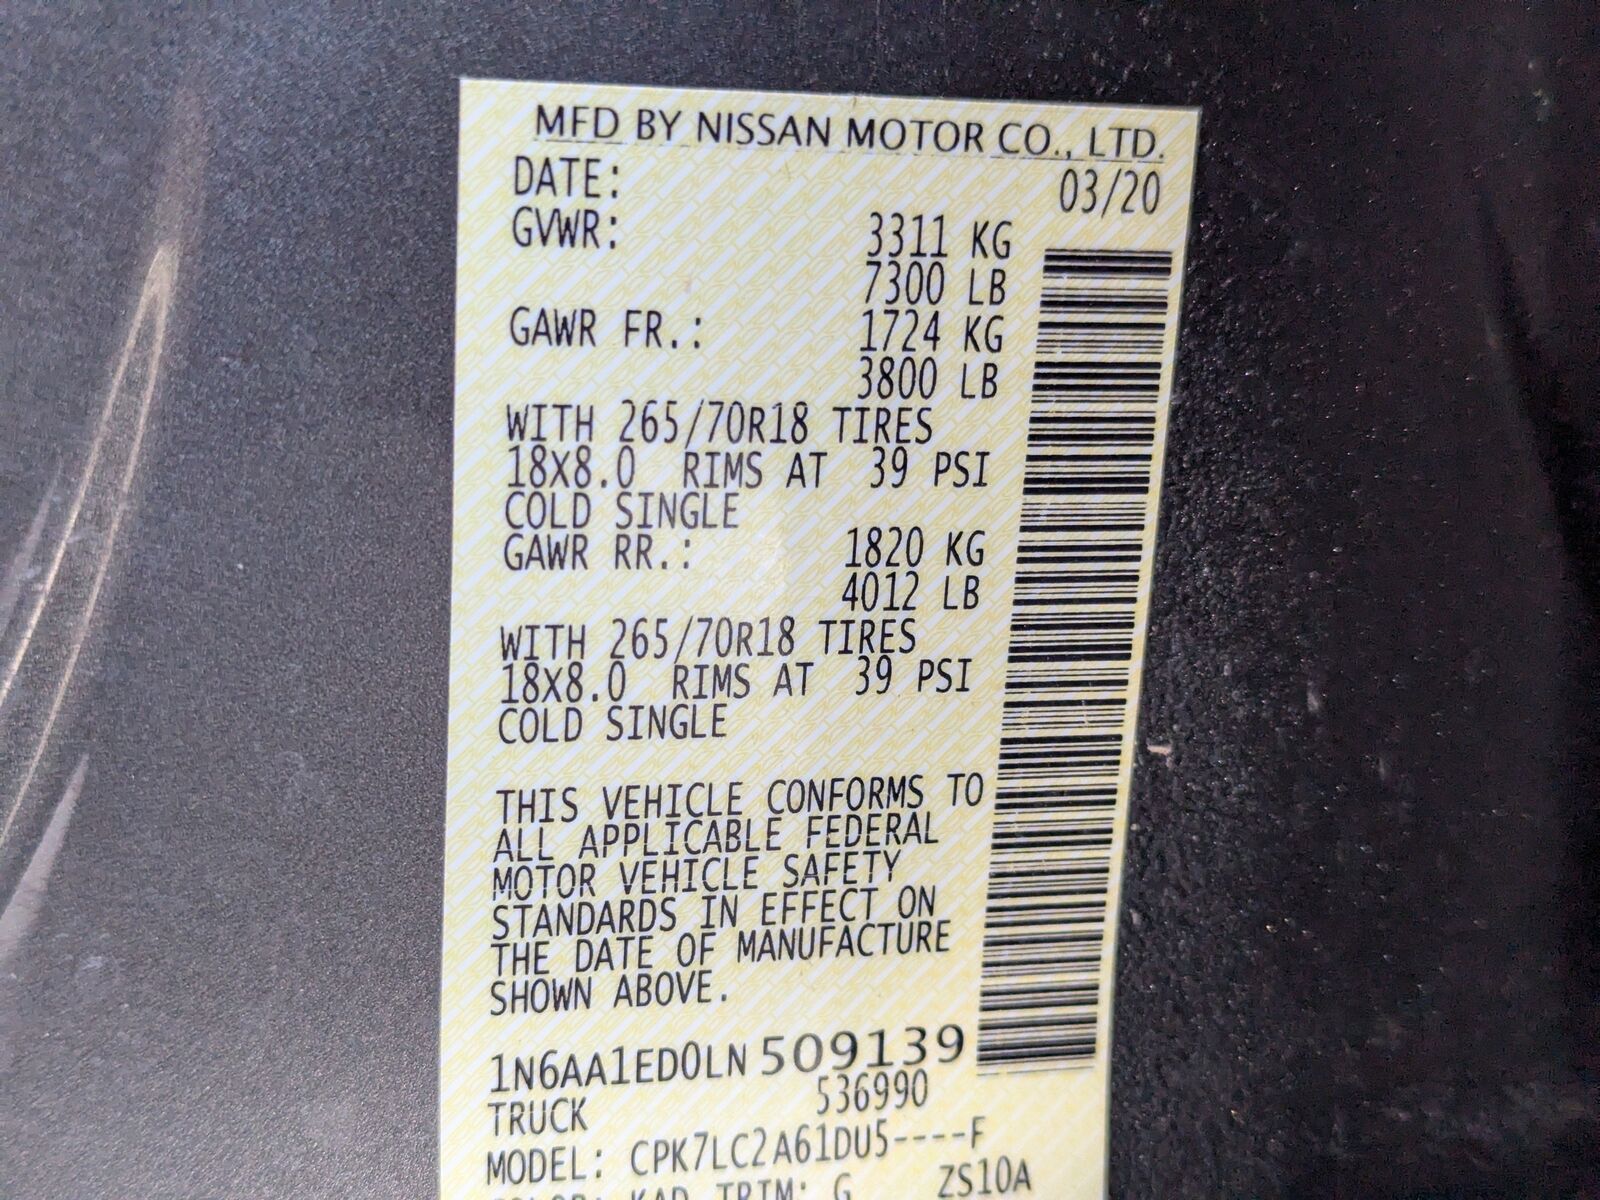 MFD BY NISSAN MOTOR CO., LTD.
DATE: 03/20
GVWR: 3311 KG
7300 LB
GAWR FR.: 1724 KG
3800 LB
WITH 265/70R18 TIRES
18X8.0 RIMS AT 39 PSI
COLD SINGLE
GAWR RR.: 1820 KG
4012 LB
WITH 265/70R18 TIRES
18X8.0 RIMS AT 39 PSI
COLD SINGLE
THIS VEHICLE CONFORMS TO
ALL APPLICABLE FEDERAL
MOTOR VEHICLE SAFETY
STANDARDS IN EFFECT ON
THE DATE OF MANUFACTURE
SHOWN ABOVE.
1N6AA1ED0LN 509139
TRUCK 536990
MODEL: CPK7LC2A61DU5----F
COLOR: KAD TRIM: G ZS10A